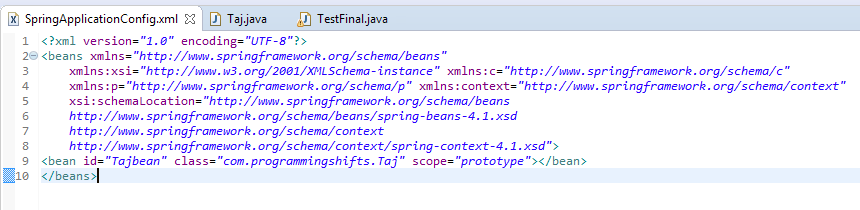 SpringApplicationConfig.xml Taj.java TestFinal.java
1 <?xml version="1.0" encoding="UTF-8"?>
2 <beans xmlns="http://www.springframework.org/schema/beans"
3 xmlns:xsi="http://www.w3.org/2001/XMLSchema-instance" xmlns:c="http://www.springframework.org/schema/c"
4 xmlns:p="http://www.springframework.org/schema/p" xmlns:context="http://www.springframework.org/schema/context"
5 xsi:schemaLocation="http://www.springframework.org/schema/beans
6 http://www.springframework.org/schema/beans/spring-beans-4.1.xsd
7 http://www.springframework.org/schema/context
8 http://www.springframework.org/schema/context/spring-context-4.1.xsd">
9 <bean id="Tajbean" class="com.programmingshifts.Taj" scope="prototype"></bean>
10 </beans>